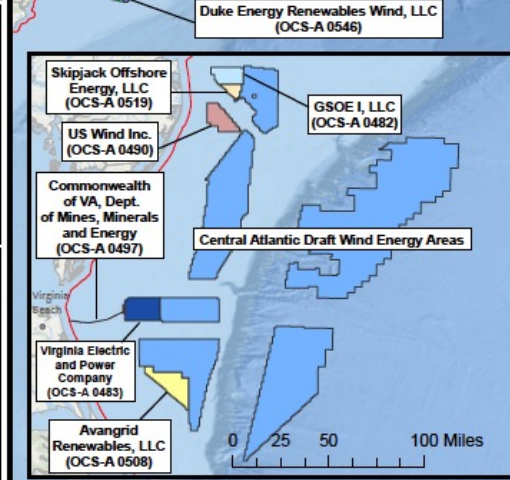 Duke Energy Renewables Wind, LLC
(OCS-A 0546)
Skipjack Offshore
Energy, LLC
(OCS-A 0519)
GSOE I, LLC
(OCS-A 0482)
US Wind Inc.
(OCS-A 0490)
Commonwealth
of VA, Dept.
of Mines, Minerals
and Energy
(OCS-A 0497)
Central Atlantic Draft Wind Energy Areas
Virginia
Beach
Virginia Electric
and Power
Company
(OCS-A 0483)
Avangrid
Renewables, LLC
(OCS-A 0508)
0 25 50 100 Miles